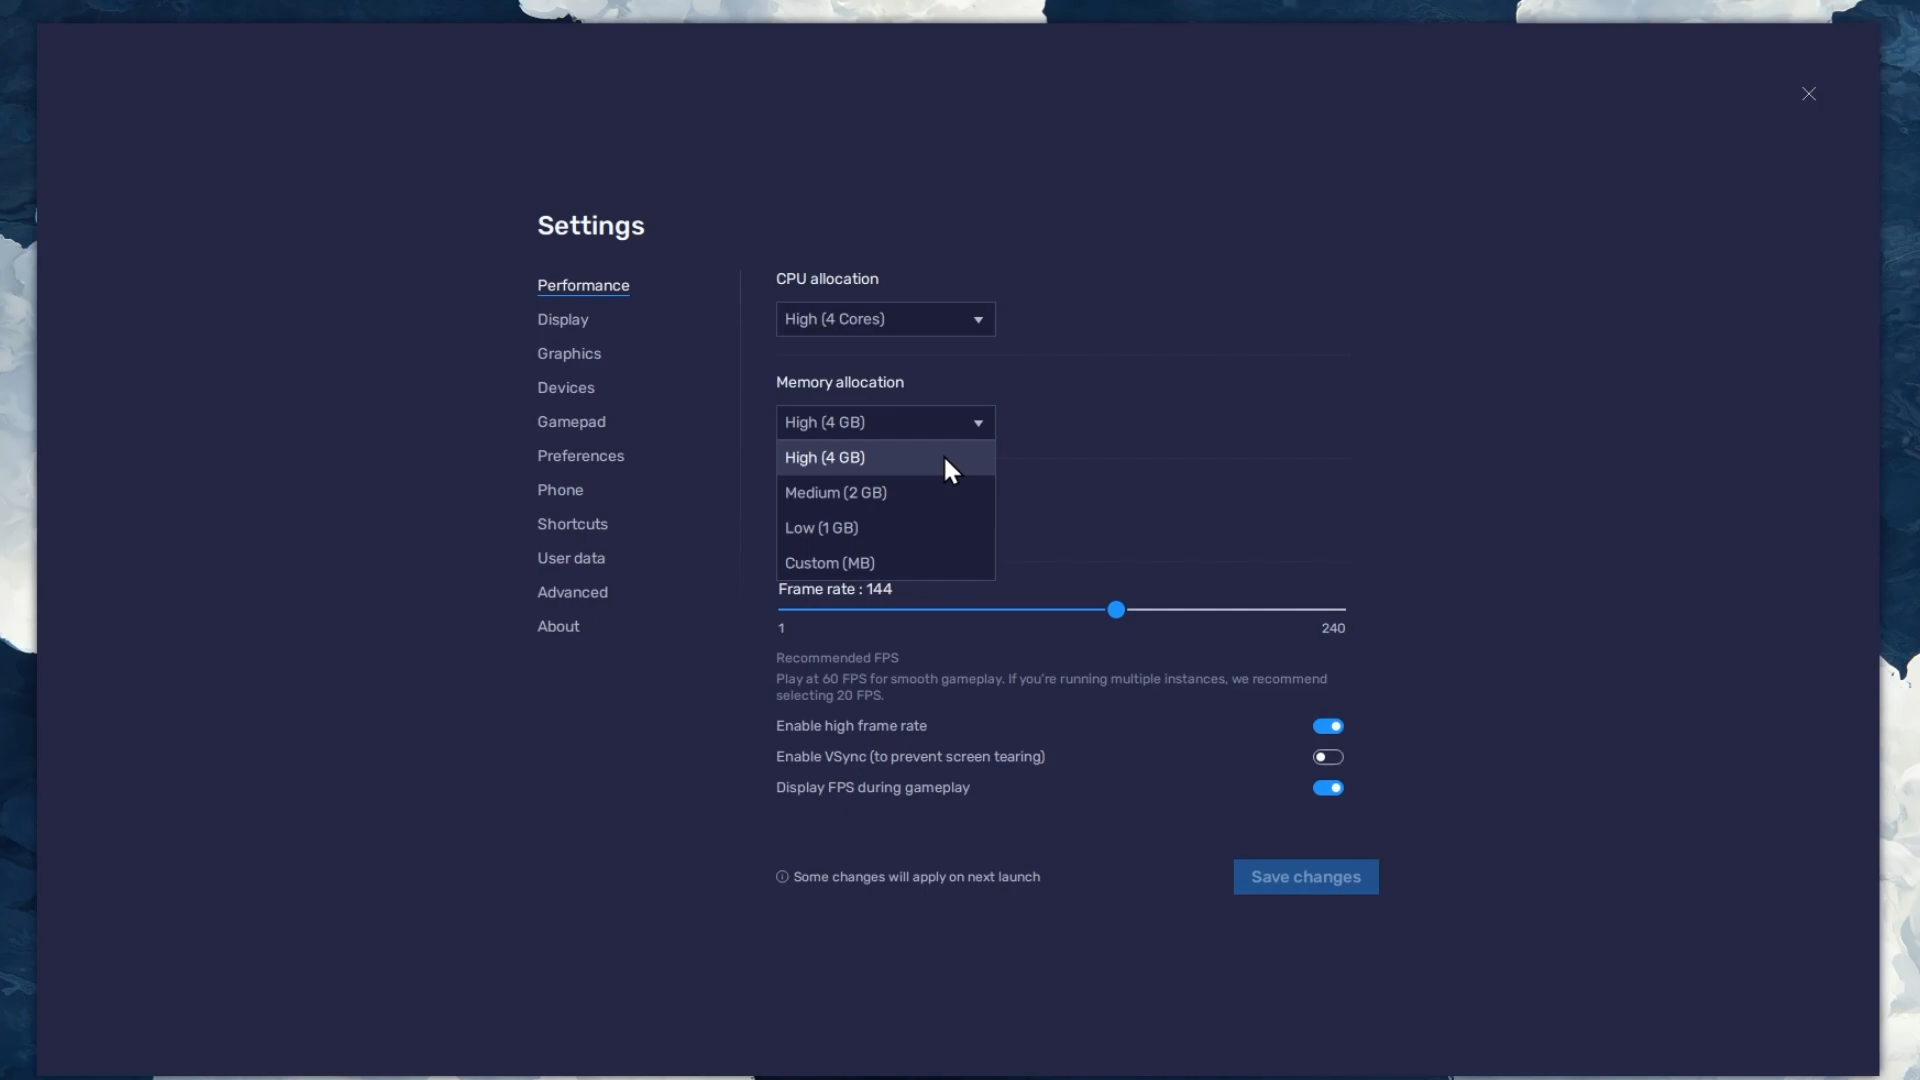 Settings
Performance
Display
Graphics
Devices
Gamepad
Preferences
Phone
Shortcuts
User data
Advanced
About
CPU allocation
High (4 Cores)
Memory allocation
High (4 GB)
High (4 GB)
Medium (2 GB)
Low (1 GB)
Custom (MB)
Frame rate : 144
1 240
Recommended FPS
Play at 60 FPS for smooth gameplay. If you're running multiple instances, we recommend
selecting 20 FPS.
Enable high frame rate
Enable VSync (to prevent screen tearing)
Display FPS during gameplay
Some changes will apply on next launch
Save changes